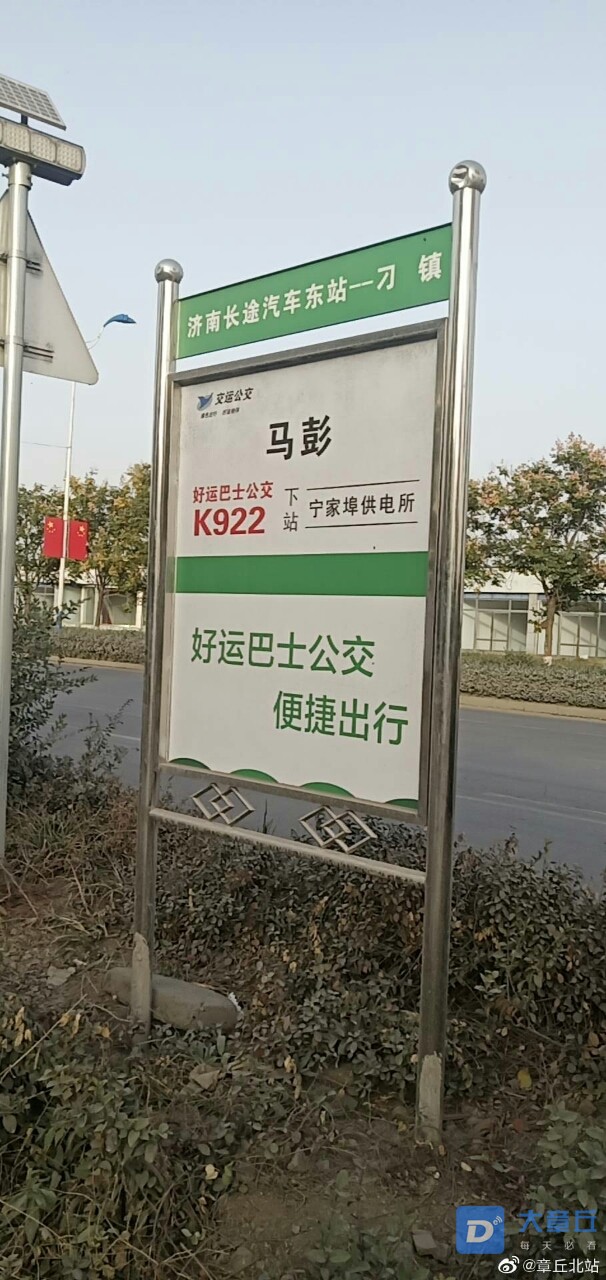 济南长途汽车东站—刁 镇
交运公交
马彭
好运巴士公交
K922
下站
宁家埠供电所
好运巴士公交
便捷出行
大章丘
每天必看
@章丘北站